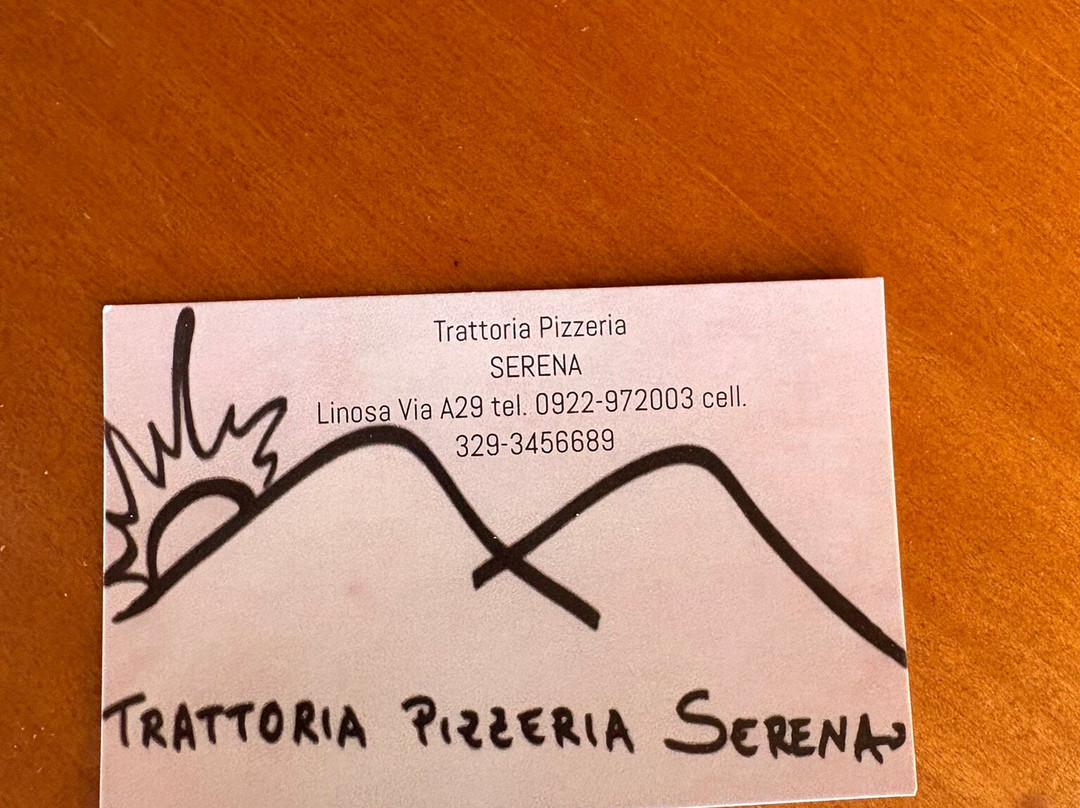 Trattoria Pizzeria
SERENA
Linosa Via A29 tel. 0922-972003 cell.
329-3456689
TRATTORIA PIZZERIA SERENA